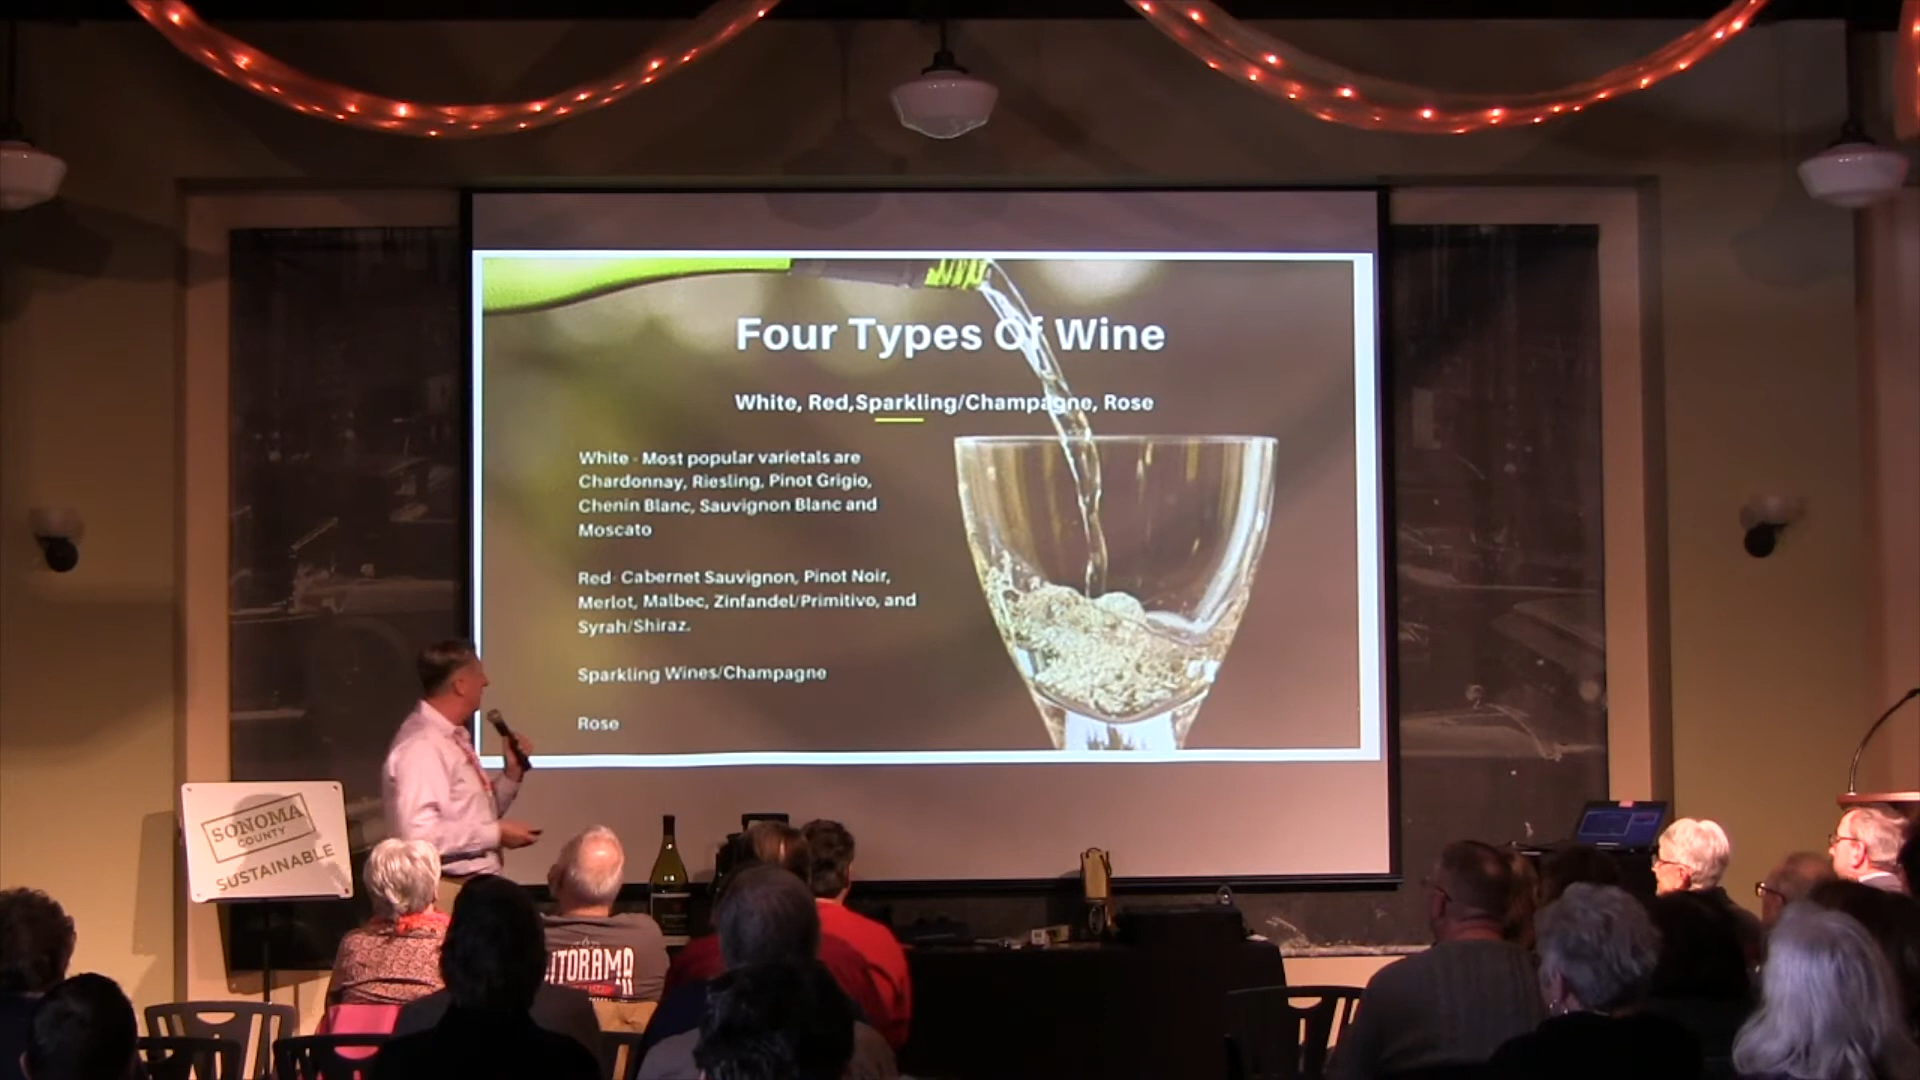 Four Types Of Wine
White, Red,Sparkling/Champagne, Rose
White - Most popular varietals are
Chardonnay, Riesling, Pinot Grigio,
Chenin Blanc, Sauvignon Blanc and
Moscato
Red- Cabernet Sauvignon, Pinot Noir,
Merlot, Malbec, Zinfandel/Primitivo, and
Syrah/Shiraz.
Sparkling Wines/Champagne
Rose
SONOMA
COUNTY
SUSTAINABLE
ITORAMA